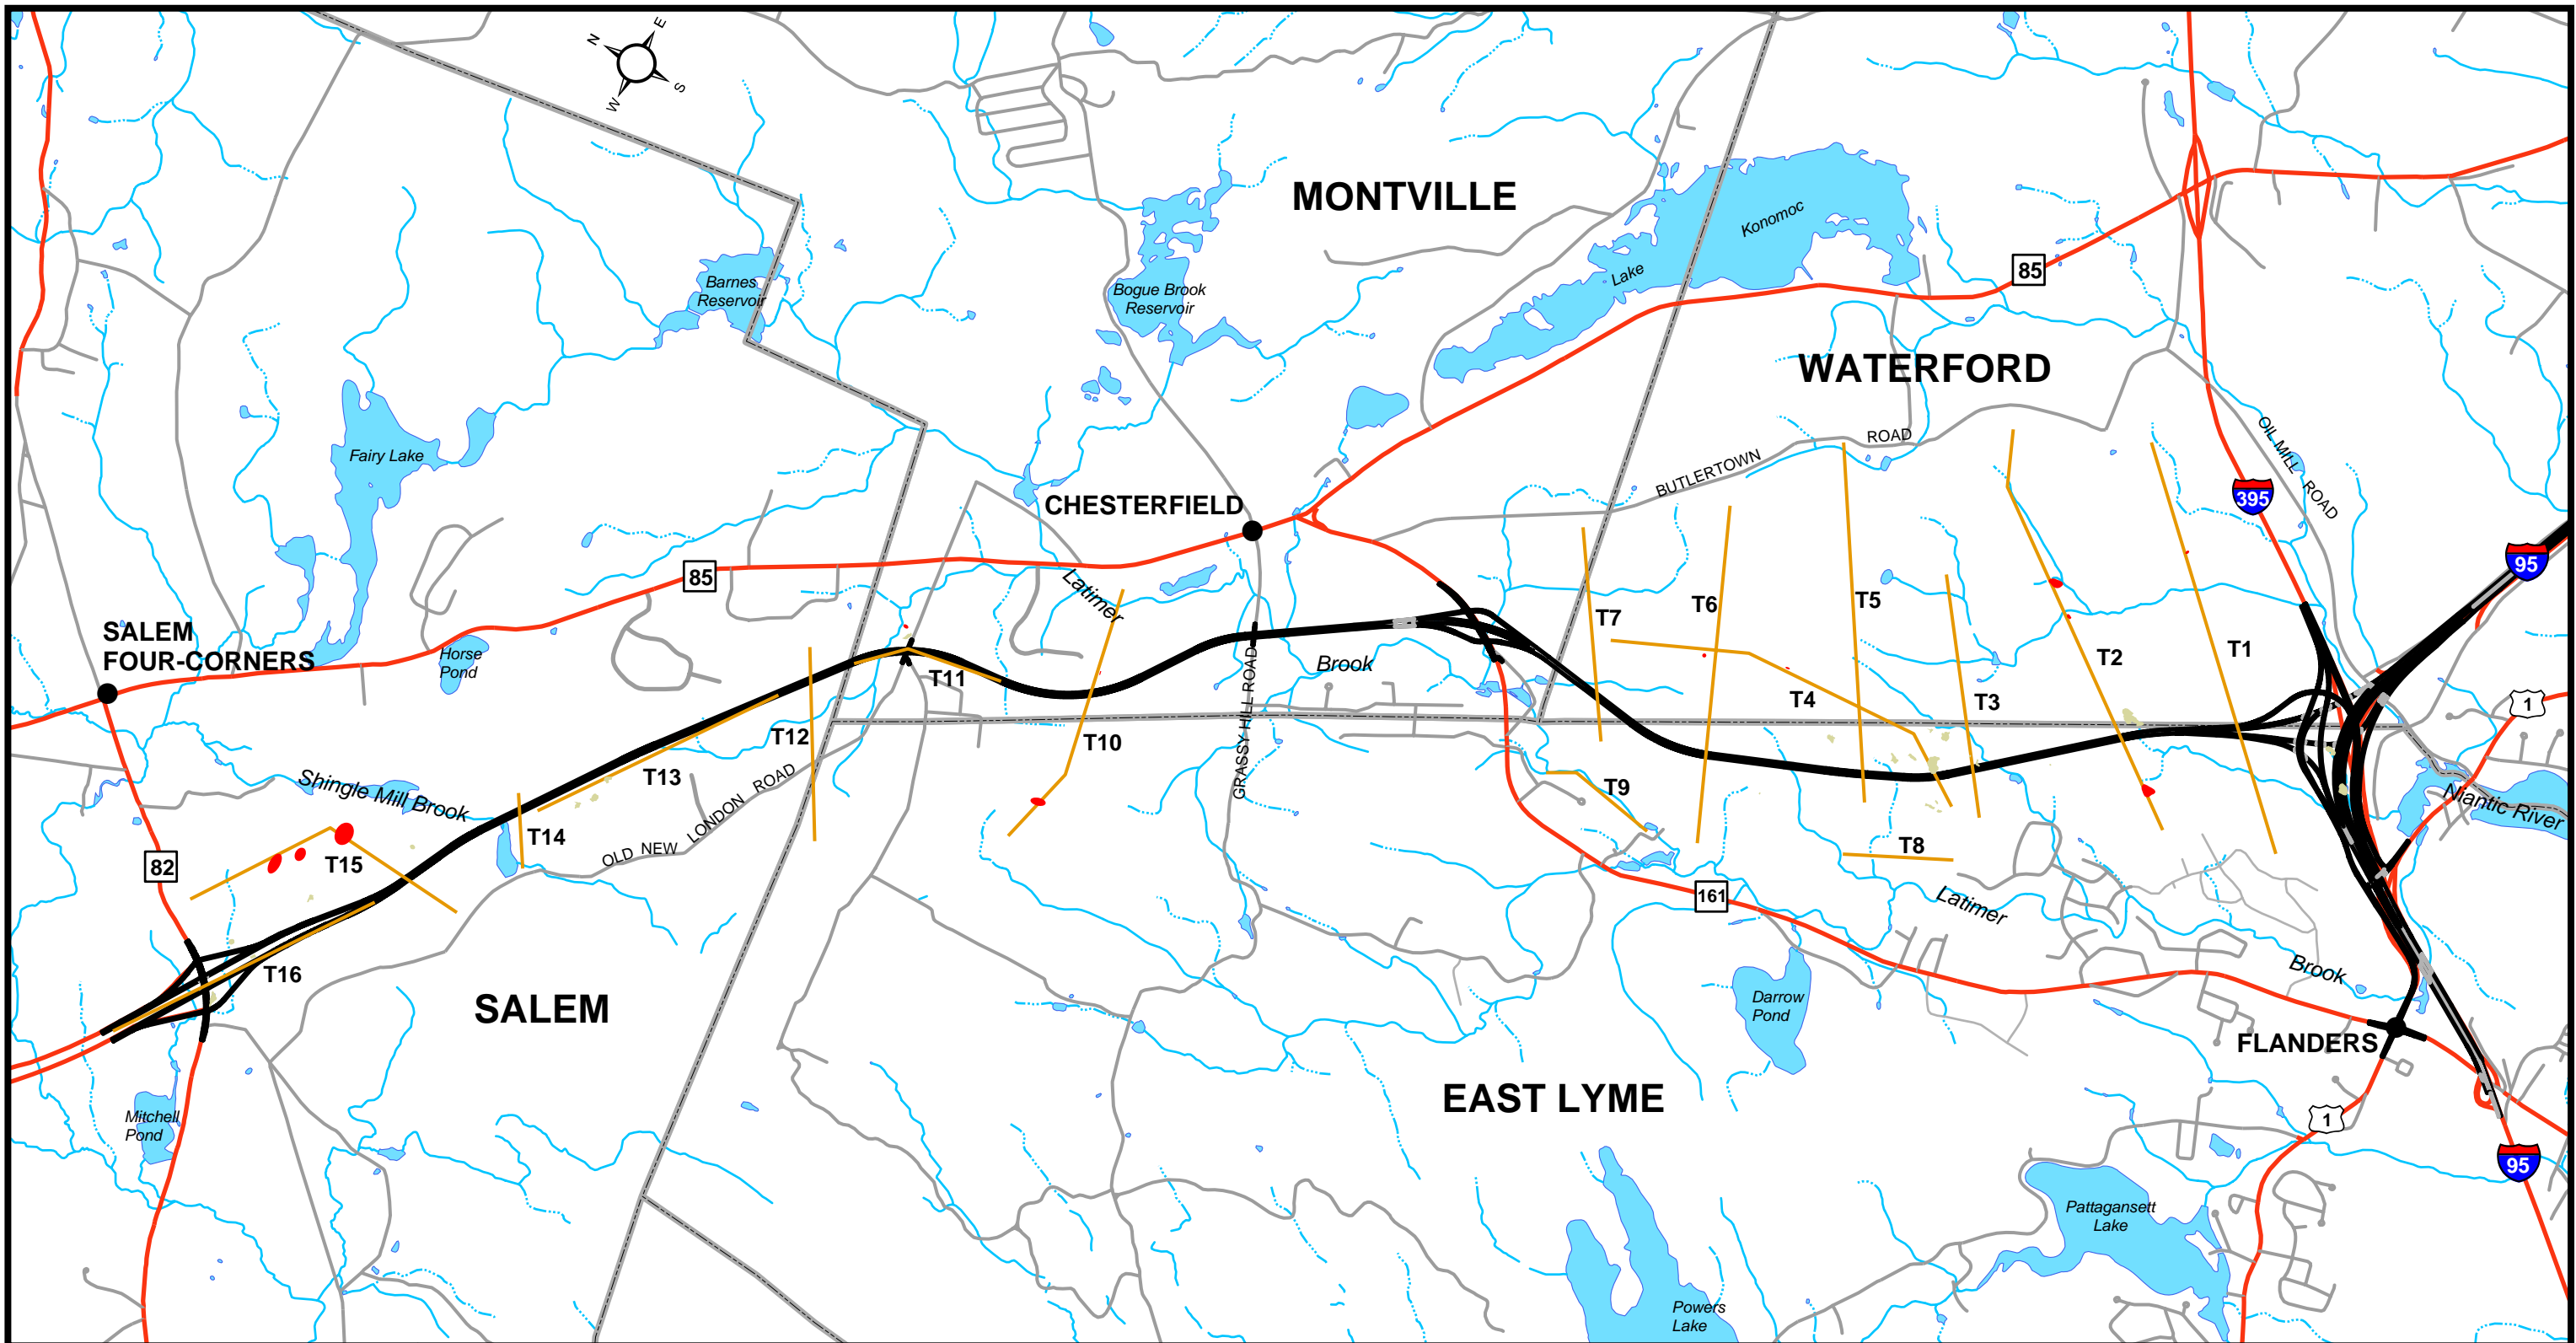 N
E
S
W
MONTVILLE
Konomoc
Lake
85
Barnes
Reservoir
Bogue Brook
Reservoir
WATERFORD
Fairy Lake
CHESTERFIELD
BUTLERTOWN
ROAD
OIL MILL
ROAD
395
95
85
Latimer
SALEM
FOUR-CORNERS
Horse
Pond
T11
Brook
T7
T6
T5
T4
T3
T2
T1
1
T12
T10
T13
GRASSY HILL ROAD
T9
Niantic River
Shingle Mill Brook
T14
OLD NEW LONDON ROAD
T15
82
T8
161
Latimer
Brook
T16
SALEM
Darrow
Pond
FLANDERS
EAST LYME
1
Mitchell
Pond
95
Pattagansett
Lake
Powers
Lake